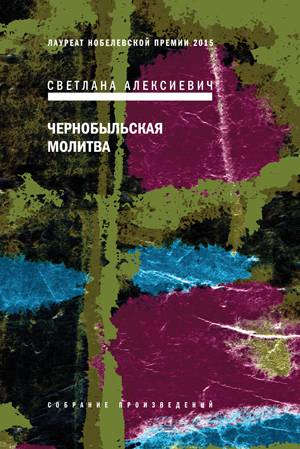 ЛАУРЕАТ НОБЕЛЕВСКОЙ ПРЕМИИ 2015
СВЕТЛАНА АЛЕКСИЕВИЧ
ЧЕРНОБЫЛЬСКАЯ
МОЛИТВА
СОБРАНИЕ ПРОИЗВЕДЕНИЙ